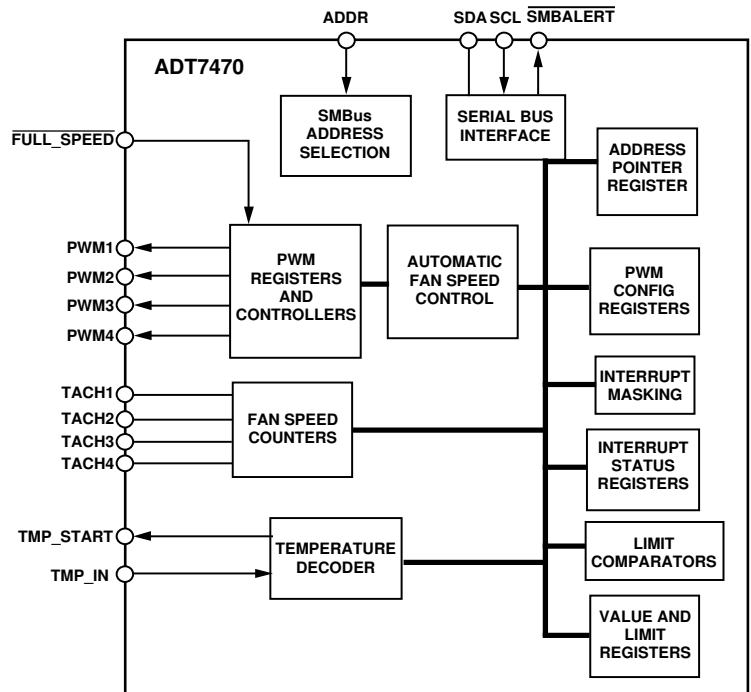 ADDR
SDA SCL SMBALERT
ADT7470
SMBus
ADDRESS
SELECTION
SERIAL BUS
INTERFACE
FULL_SPEED
ADDRESS
POINTER
REGISTER
PWM1
PWM2
PWM3
PWM4
PWM
REGISTERS
AND
CONTROLLERS
AUTOMATIC
FAN SPEED
CONTROL
PWM
CONFIG
REGISTERS
INTERRUPT
MASKING
TACH1
TACH2
TACH3
TACH4
FAN SPEED
COUNTERS
INTERRUPT
STATUS
REGISTERS
TMP_START
TMP_IN
TEMPERATURE
DECODER
LIMIT
COMPARATORS
VALUE AND
LIMIT
REGISTERS